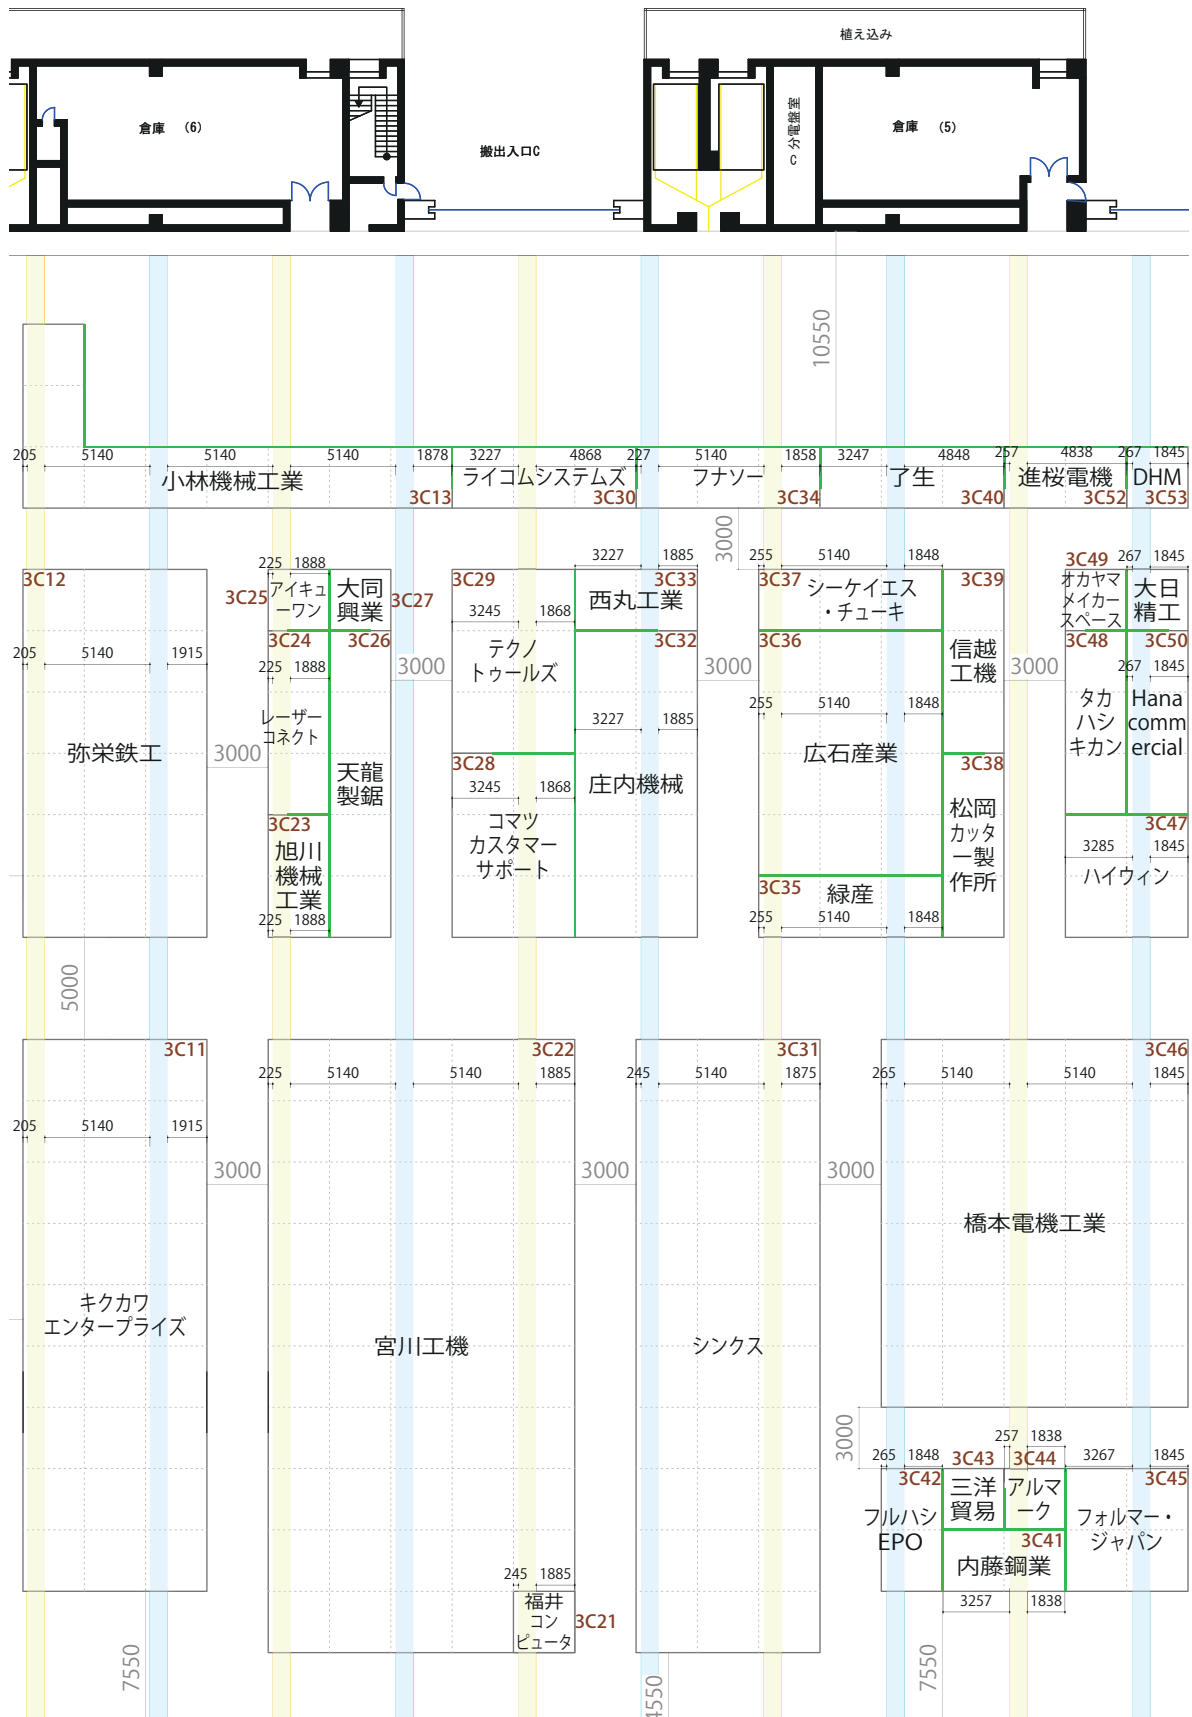 植え込み
倉庫 (6)
搬出入口C
C 分電盤室
倉庫 (5)
10550
205 5140 5140 5140 1878 3227 4868 227 5140 1858 3247 4848 257 4838 267 1845
小林機械工業
3C13
ライコムシステムズ
3C30
フナソー
3C34
了生
3C40
進桜電機
3C52
DHM
3C53
3000
3C12
205 5140 1915
弥栄鉄工
3000
225 1888
3C25
アイキュ
ーワン
大同
興業
3C27
3C24
3C26
225 1888
レーザー
コネクト
天龍
製鋸
3C23
旭川
機械
工業
225 1888
3000
3C29
3245 1868
テクノ
トゥールズ
3C28
3245 1868
コマツ
カスタマー
サポート
3227 1885
3C33
西丸工業
3C32
3227 1885
庄内機械
3000
255 5140 1848
3C37
シーケイエス
・チューキ
3C36
255 5140 1848
広石産業
3C35
緑産
255 5140 1848
3C39
信越
工機
3C38
松岡
カッタ
ー製
作所
3000
3C49
267 1845
オカヤマ
メイカー
スペース
大日
精工
3C48
3C50
267 1845
タカ
ハシ
キカン
Hana
comm
ercial
3C47
3285 1845
ハイウィン
5000
3C11
205 5140 1915
キクカワ
エンタープライズ
3000
3C22
225 5140 5140 1885
宮川工機
245 1885
福井
コン
ピュータ
3C21
3000
3C31
245 5140 1875
シンクス
3000
3C46
265 5140 5140 1845
橋本電機工業
3000
257 1838
265 1848
3C43
3C44
3267 1845
3C42
フルハシ
EPO
三洋
貿易
アルマ
ーク
3C45
フォルマー・
ジャパン
3C41
内藤鋼業
3257 1838
7550
4550
7550